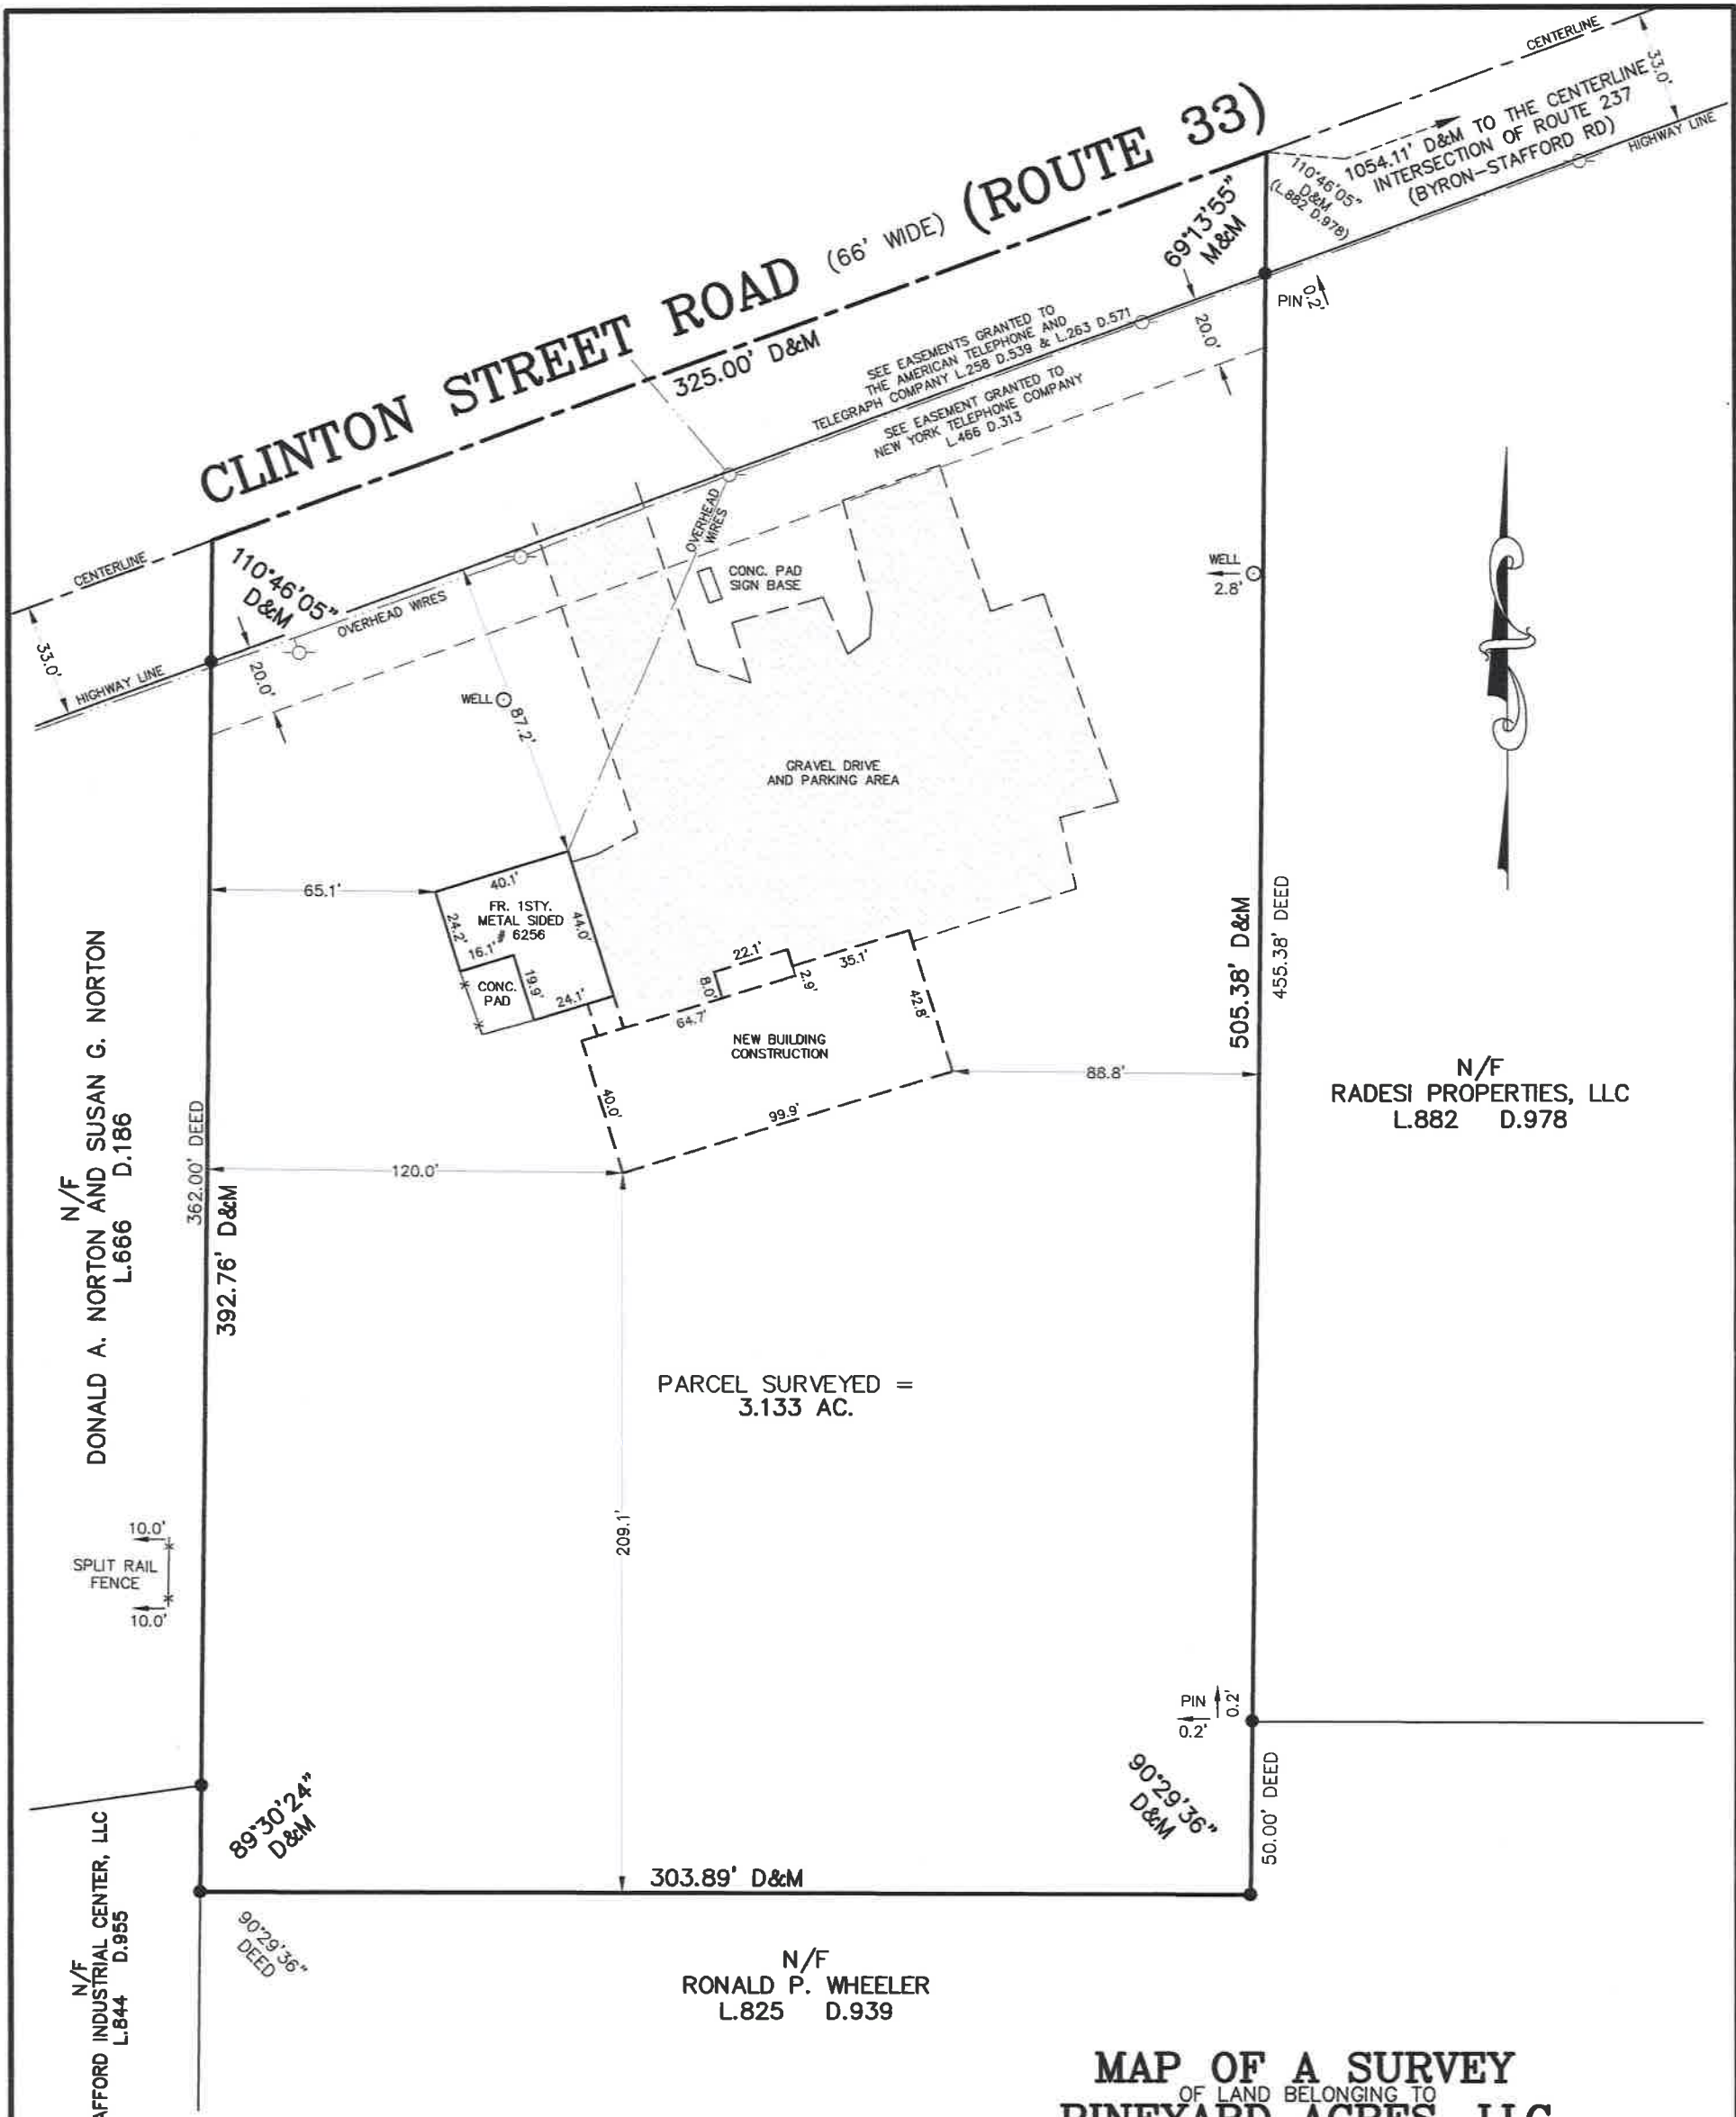 CENTERLINE
33.0'
1054.11' D&M TO THE CENTERLINE
INTERSECTION OF ROUTE 237
(BYRON-STAFFORD RD)
HIGHWAY LINE
110°46'05"
D&M
(L.882 D.978)
CLINTON STREET ROAD (66' WIDE) (ROUTE 33)
69°13'55"
M&M
PIN 0.2'
20.0'
325.00' D&M
SEE EASEMENTS GRANTED TO
THE AMERICAN TELEPHONE AND
TELEGRAPH COMPANY L.258 D.539 & L.263 D.571
SEE EASEMENT GRANTED TO
NEW YORK TELEPHONE COMPANY
L.466 D.313
CENTERLINE
33.0'
HIGHWAY LINE
110°46'05"
D&M
20.0'
OVERHEAD WIRES
OVERHEAD
WIRES
CONC. PAD
SIGN BASE
WELL
2.8'
WELL
87.2'
GRAVEL DRIVE
AND PARKING AREA
65.1'
40.1'
FR. 1STY.
METAL SIDED
# 6256
24.2'
44.0'
16.1'
CONC.
PAD
19.9'
24.1'
22.1'
8.0'
2.9'
35.1'
64.7'
42.8'
NEW BUILDING
CONSTRUCTION
40.0'
99.9'
88.8'
120.0'
505.38' D&M
455.38' DEED
N/F
RADESI PROPERTIES, LLC
L.882 D.978
N/F
DONALD A. NORTON AND SUSAN G. NORTON
L.666 D.186
362.00' DEED
392.76' D&M
PARCEL SURVEYED =
3.133 AC.
209.1'
10.0'
SPLIT RAIL
FENCE
10.0'
PIN 0.2'
0.2'
89°30'24"
D&M
90°29'36"
D&M
50.00' DEED
303.89' D&M
90°29'36"
DEED
N/F
AFFORD INDUSTRIAL CENTER, LLC
L.844 D.955
N/F
RONALD P. WHEELER
L.825 D.939
MAP OF A SURVEY
OF LAND BELONGING TO
PINEYARD ACRES, LLC